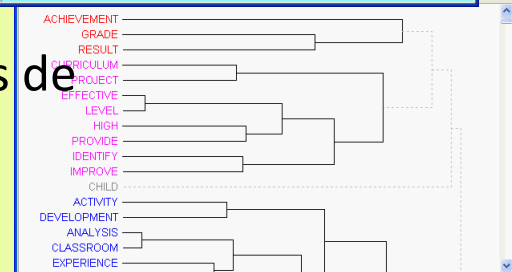 ACHIEVEMENT
GRADE
RESULT
CURRICULUM
s de
PROJECT
EFFECTIVE
LEVEL
HIGH
PROVIDE
IDENTIFY
IMPROVE
CHILD
ACTIVITY
DEVELOPMENT
ANALYSIS
CLASSROOM
EXPERIENCE